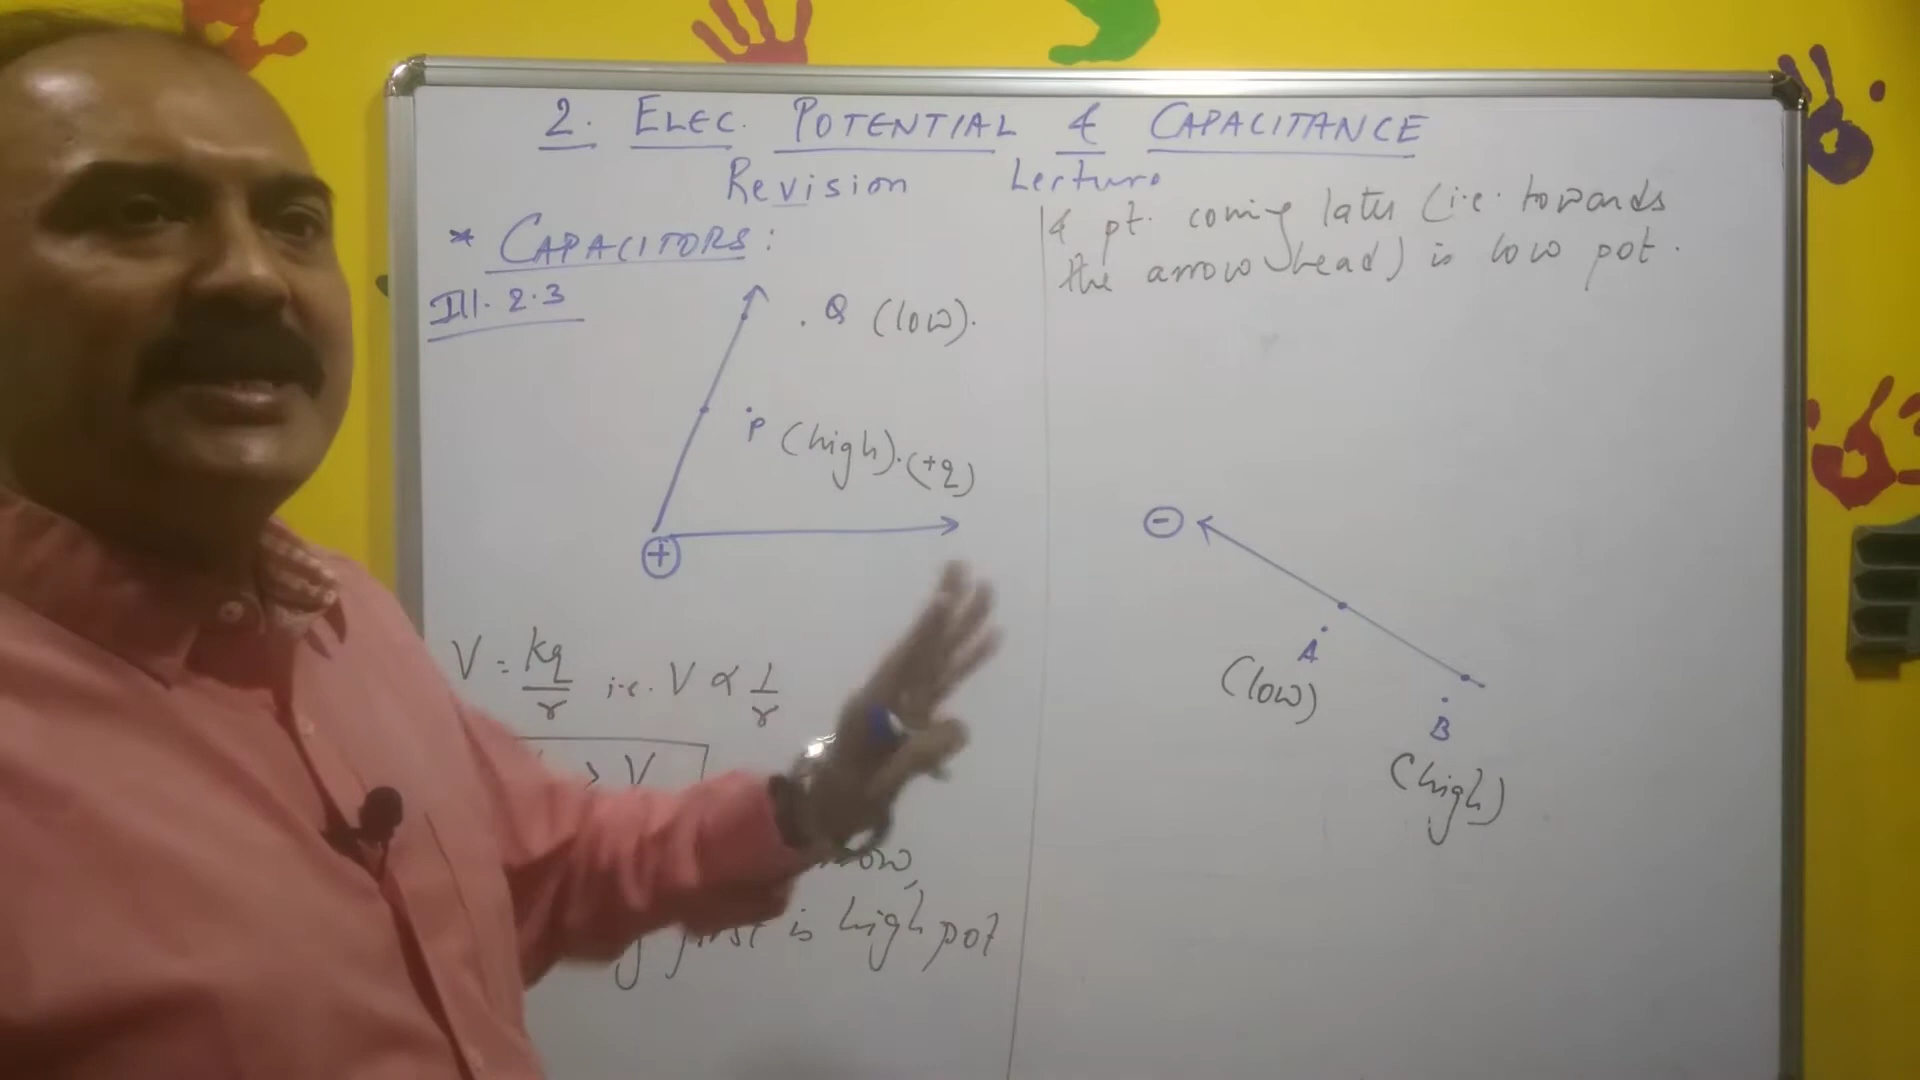 2. ELEC. POTENTIAL & CAPACITANCE
Revision Lecture
* CAPACITORS:
Ill. 2.3
Q (low).
P (high). (+q)
+
V = kq/r i.e. V ∝ 1/r
> V
first is high pot
& pt. coming later (i.e. towards
the arrow head) is low pot.
-
A
(low)
B
(high)